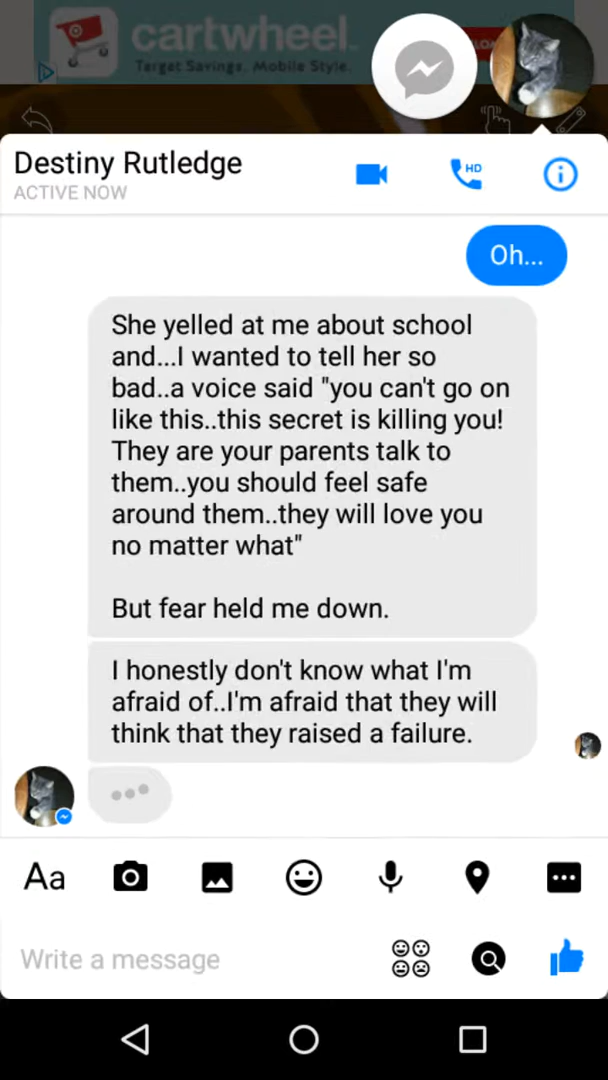 cartwheel.
Target Savings. Mobile Style.
Destiny Rutledge
ACTIVE NOW
HD
Oh...
She yelled at me about school
and...I wanted to tell her so
bad..a voice said "you can't go on
like this..this secret is killing you!
They are your parents talk to
them..you should feel safe
around them..they will love you
no matter what"
But fear held me down.
I honestly don't know what I'm
afraid of..I'm afraid that they will
think that they raised a failure.
Aa
Write a message